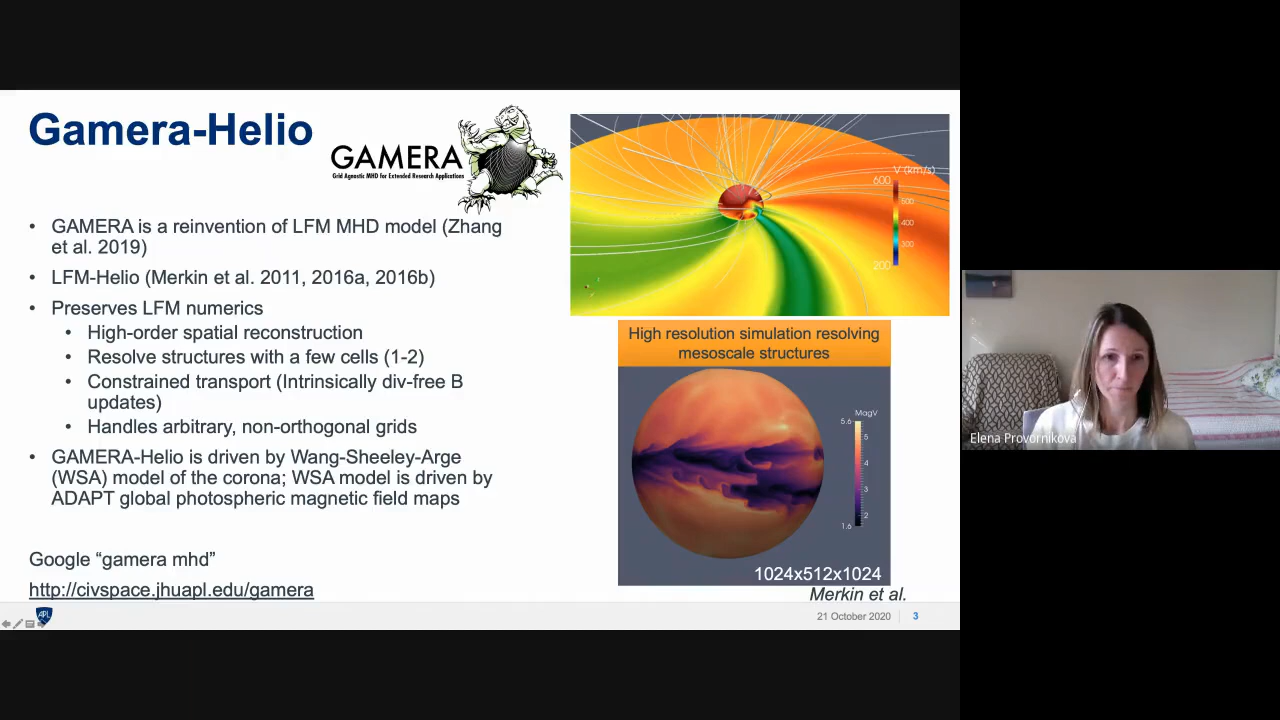 Gamera-Helio
GAMERA
Grid Agnostic MHD for Extended Research Applications
• GAMERA is a reinvention of LFM MHD model (Zhang
et al. 2019)
• LFM-Helio (Merkin et al. 2011, 2016a, 2016b)
• Preserves LFM numerics
• High-order spatial reconstruction
• Resolve structures with a few cells (1-2)
• Constrained transport (Intrinsically div-free B
updates)
• Handles arbitrary, non-orthogonal grids
• GAMERA-Helio is driven by Wang-Sheeley-Arge
(WSA) model of the corona; WSA model is driven by
ADAPT global photospheric magnetic field maps
Google “gamera mhd”
http://civspace.jhuapl.edu/gamera
V (km/s)
600
500
400
300
200
High resolution simulation resolving
mesoscale structures
MagV
5.6
5
4
3
2
1.6
1024x512x1024
Merkin et al.
APL
21 October 2020
3
Elena Provornikova